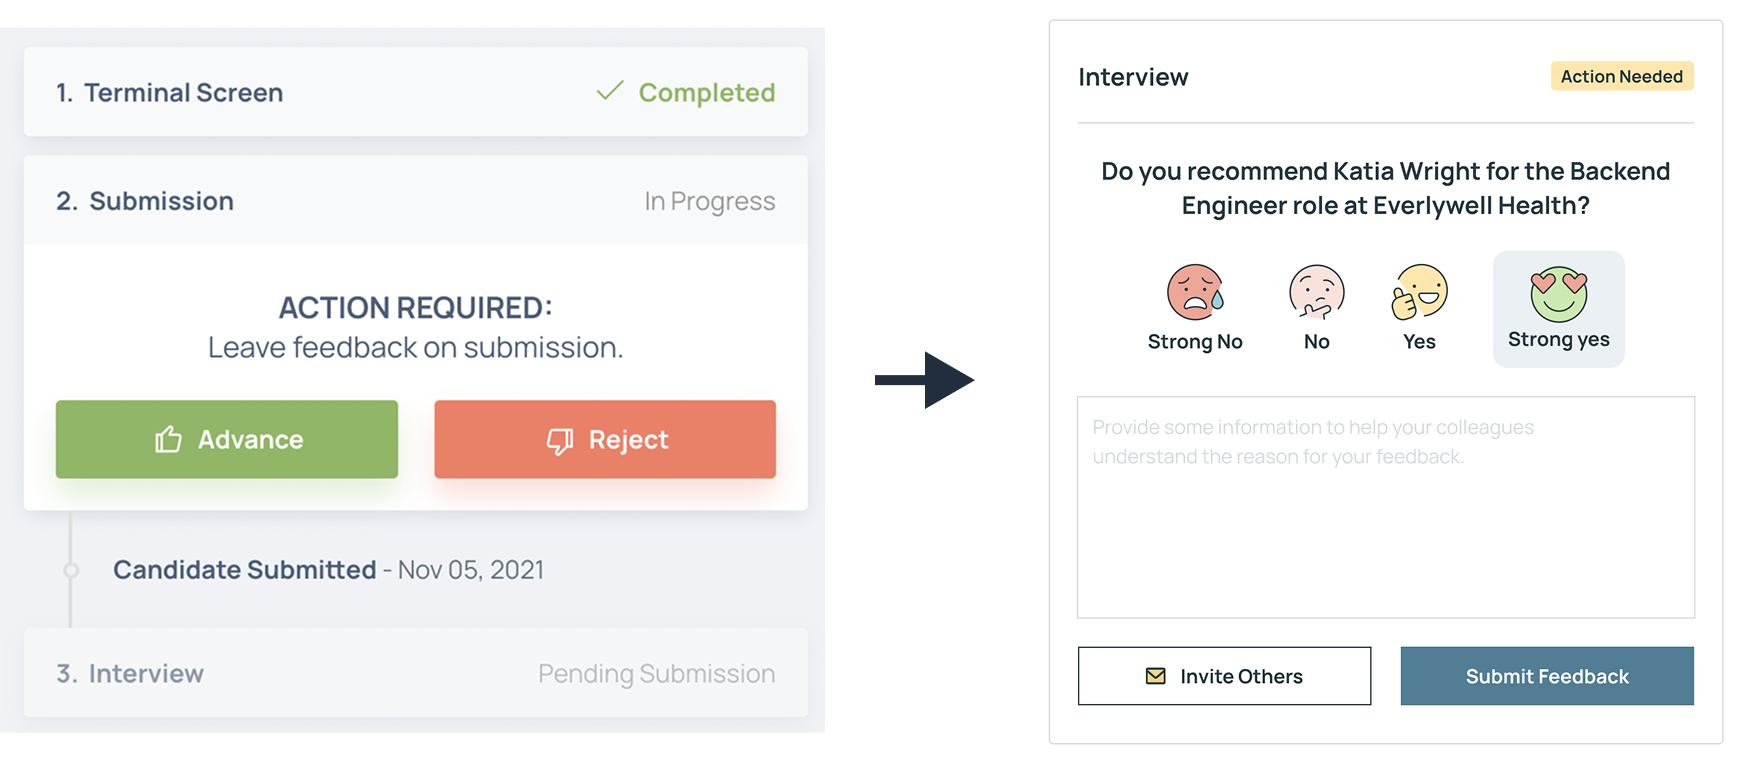 1. Terminal Screen
Completed
2. Submission
In Progress
ACTION REQUIRED:
Leave feedback on submission.
Advance
Reject
Candidate Submitted - Nov 05, 2021
3. Interview
Pending Submission
Interview
Action Needed
Do you recommend Katia Wright for the Backend
Engineer role at Everlywell Health?
Strong No
No
Yes
Strong yes
Provide some information to help your colleagues
understand the reason for your feedback.
Invite Others
Submit Feedback